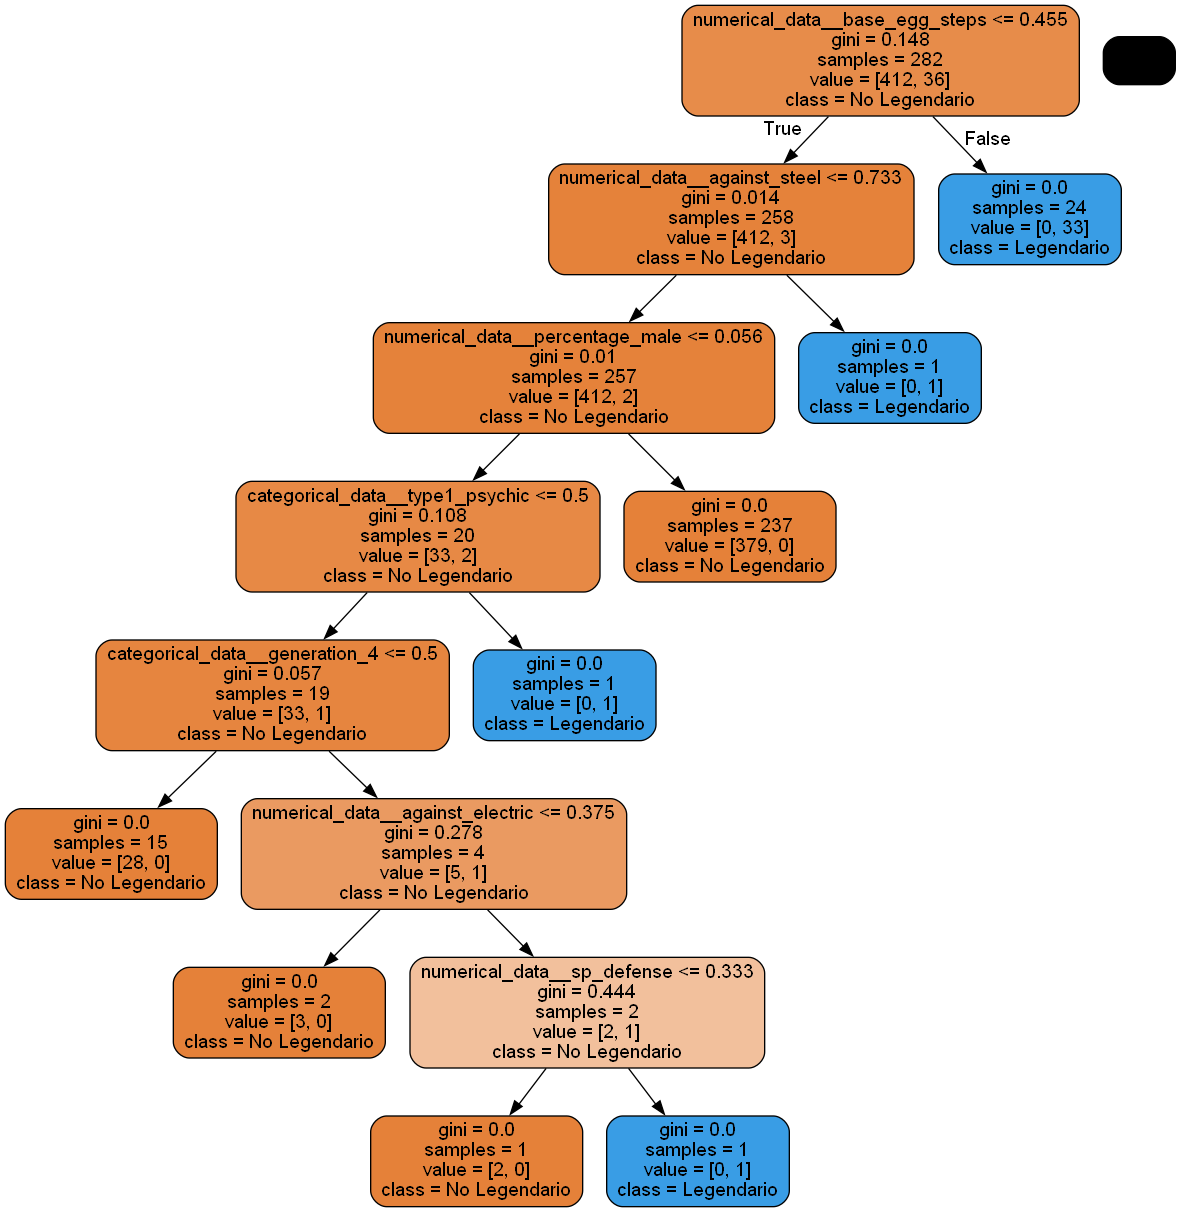 numerical_data__base_egg_steps <= 0.455
gini = 0.148
samples = 282
value = [412, 36]
class = No Legendario
True
False
numerical_data__against_steel <= 0.733
gini = 0.014
samples = 258
value = [412, 3]
class = No Legendario
gini = 0.0
samples = 24
value = [0, 33]
class = Legendario
numerical_data__percentage_male <= 0.056
gini = 0.01
samples = 257
value = [412, 2]
class = No Legendario
gini = 0.0
samples = 1
value = [0, 1]
class = Legendario
categorical_data__type1_psychic <= 0.5
gini = 0.108
samples = 20
value = [33, 2]
class = No Legendario
gini = 0.0
samples = 237
value = [379, 0]
class = No Legendario
categorical_data__generation_4 <= 0.5
gini = 0.057
samples = 19
value = [33, 1]
class = No Legendario
gini = 0.0
samples = 1
value = [0, 1]
class = Legendario
gini = 0.0
samples = 15
value = [28, 0]
class = No Legendario
numerical_data__against_electric <= 0.375
gini = 0.278
samples = 4
value = [5, 1]
class = No Legendario
gini = 0.0
samples = 2
value = [3, 0]
class = No Legendario
numerical_data__sp_defense <= 0.333
gini = 0.444
samples = 2
value = [2, 1]
class = No Legendario
gini = 0.0
samples = 1
value = [2, 0]
class = No Legendario
gini = 0.0
samples = 1
value = [0, 1]
class = Legendario